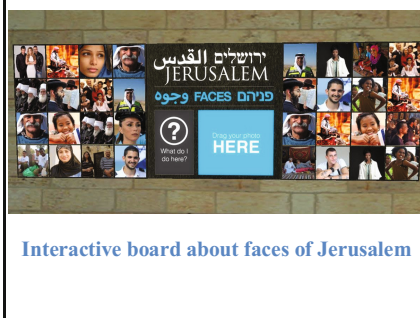 ירושלים القدس
JERUSALEM
פניהם FACES وجوه
?
What do I
do here?
Drag your photo
HERE
Interactive board about faces of Jerusalem